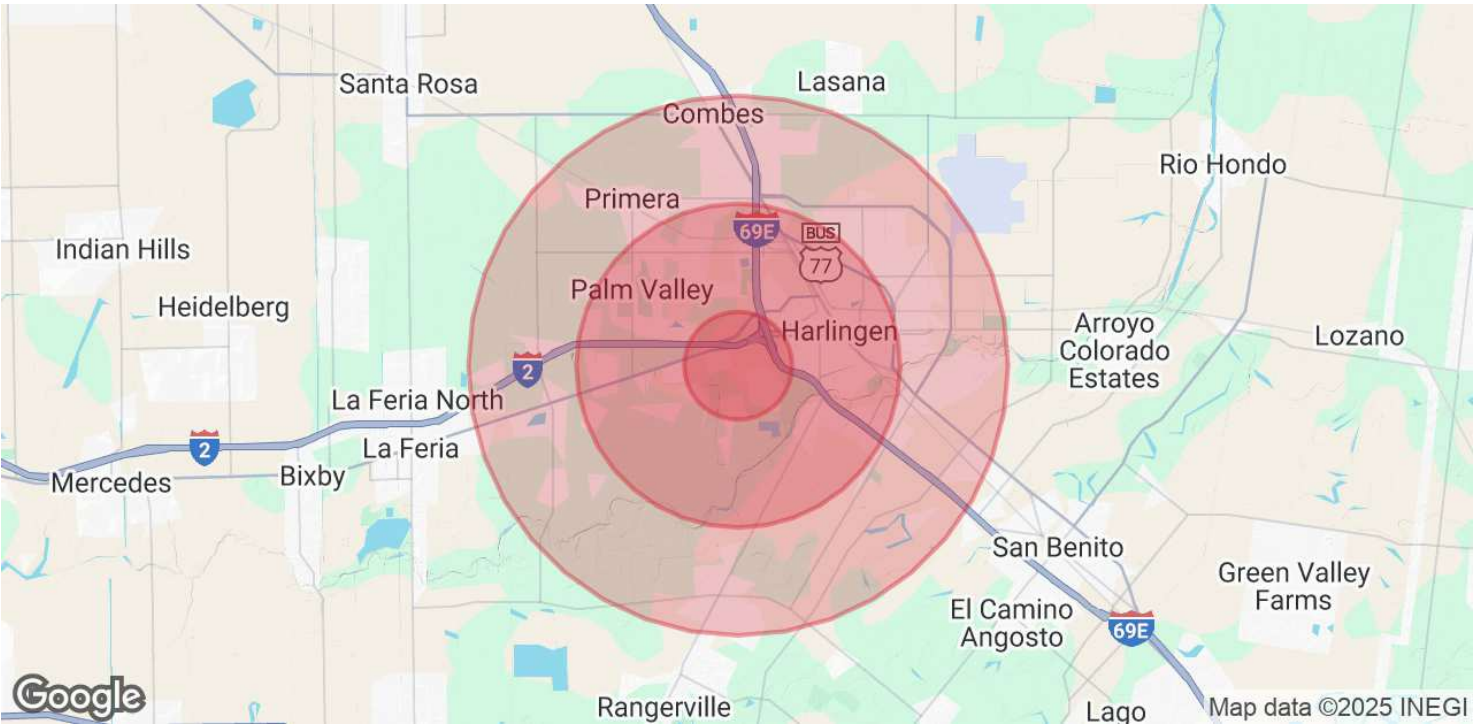 Santa Rosa
Lasana
Combes
Rio Hondo
Primera
69E
BUS
77
Indian Hills
Palm Valley
Heidelberg
Harlingen
Arroyo
Colorado
Estates
Lozano
2
La Feria North
2
La Feria
Bixby
Mercedes
San Benito
Green Valley
Farms
El Camino
Angosto
69E
Google
Rangerville
Lago
Map data ©2025 INEGI